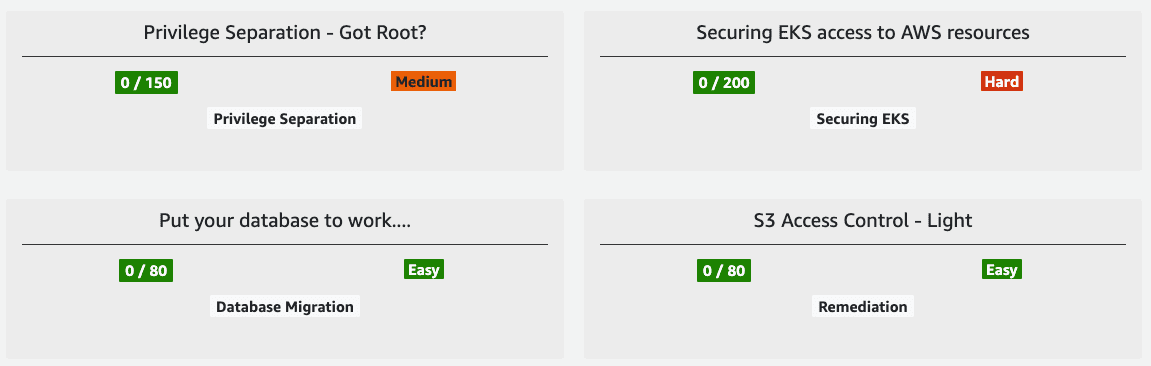 Privilege Separation - Got Root?
0 / 150
Medium
Privilege Separation
Securing EKS access to AWS resources
0 / 200
Hard
Securing EKS
Put your database to work....
0 / 80
Easy
Database Migration
S3 Access Control - Light
0 / 80
Easy
Remediation